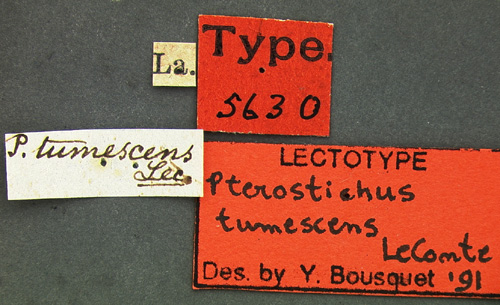 La.
Type.
5630
P. tumescens
Lec.
LECTOTYPE
Pterostichus
tumescens
LeConte
Des. by Y. Bousquet '91